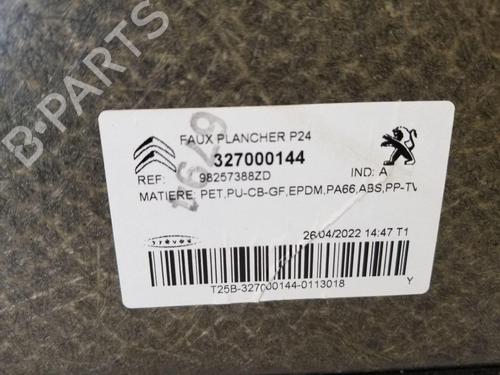 B-PARTS
FAUX PLANCHER P24
327000144
REF: 98257388ZD IND: A
MATIERE: PET,PU-CB-GF,EPDM,PA66,ABS,PP-TV
26/04/2022 14:47 T1
T25B-327000144-0113018 Y